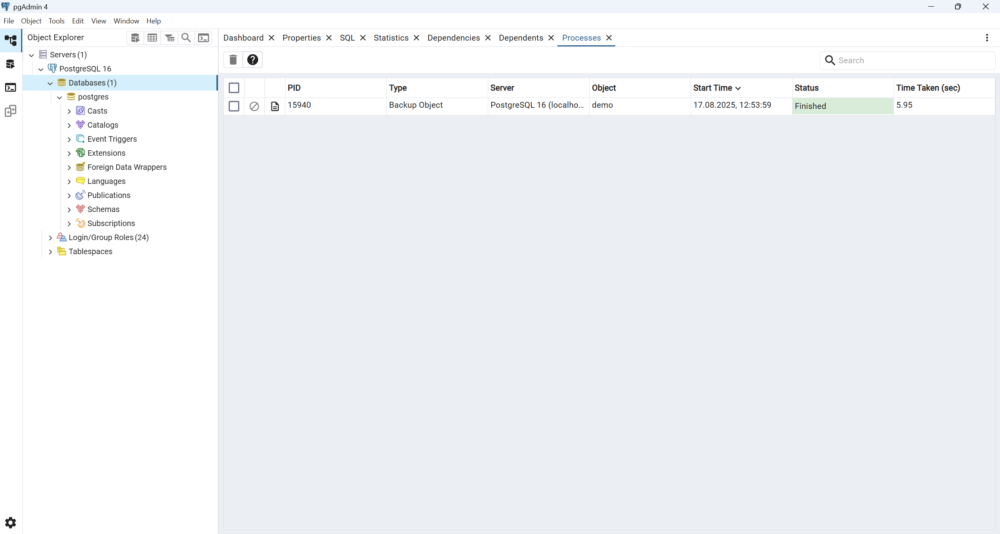 pgAdmin 4
File Object Tools Edit View Window Help
Object Explorer
Dashboard Properties SQL Statistics Dependencies Dependents Processes
Servers (1)
PostgreSQL 16
Databases (1)
postgres
Casts
Catalogs
Event Triggers
Extensions
Foreign Data Wrappers
Languages
Publications
Schemas
Subscriptions
Login/Group Roles (24)
Tablespaces
Search
PID Type Server Object Start Time Status Time Taken (sec)
15940 Backup Object PostgreSQL 16 (localho... demo 17.08.2025, 12:53:59 Finished 5.95